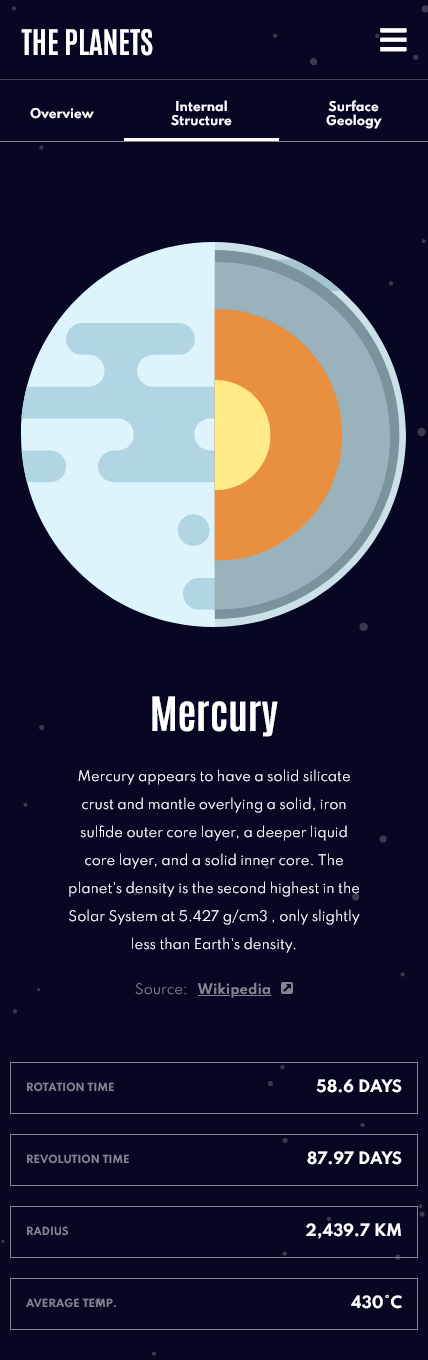 THE PLANETS
Overview
Internal
Structure
Surface
Geology
Mercury
Mercury appears to have a solid silicate
crust and mantle overlying a solid, iron
sulfide outer core layer, a deeper liquid
core layer, and a solid inner core. The
planet's density is the second highest in the
Solar System at 5.427 g/cm3 , only slightly
less than Earth's density.
Source: Wikipedia
ROTATION TIME 58.6 DAYS
REVOLUTION TIME 87.97 DAYS
RADIUS 2,439.7 KM
AVERAGE TEMP. 430°C